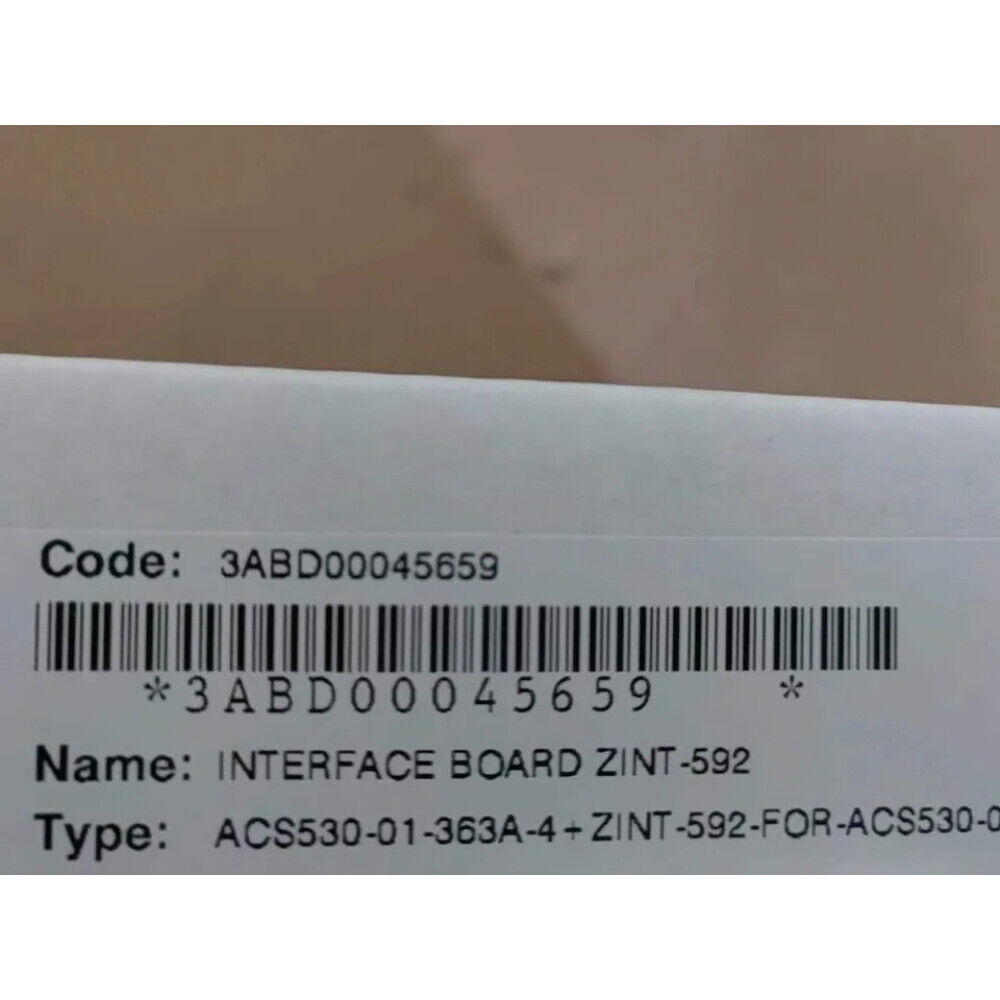 Code: 3ABD00045659
*3ABD00045659 *
Name: INTERFACE BOARD ZINT-592
Type: ACS530-01-363A-4+ZINT-592-FOR-ACS530-0